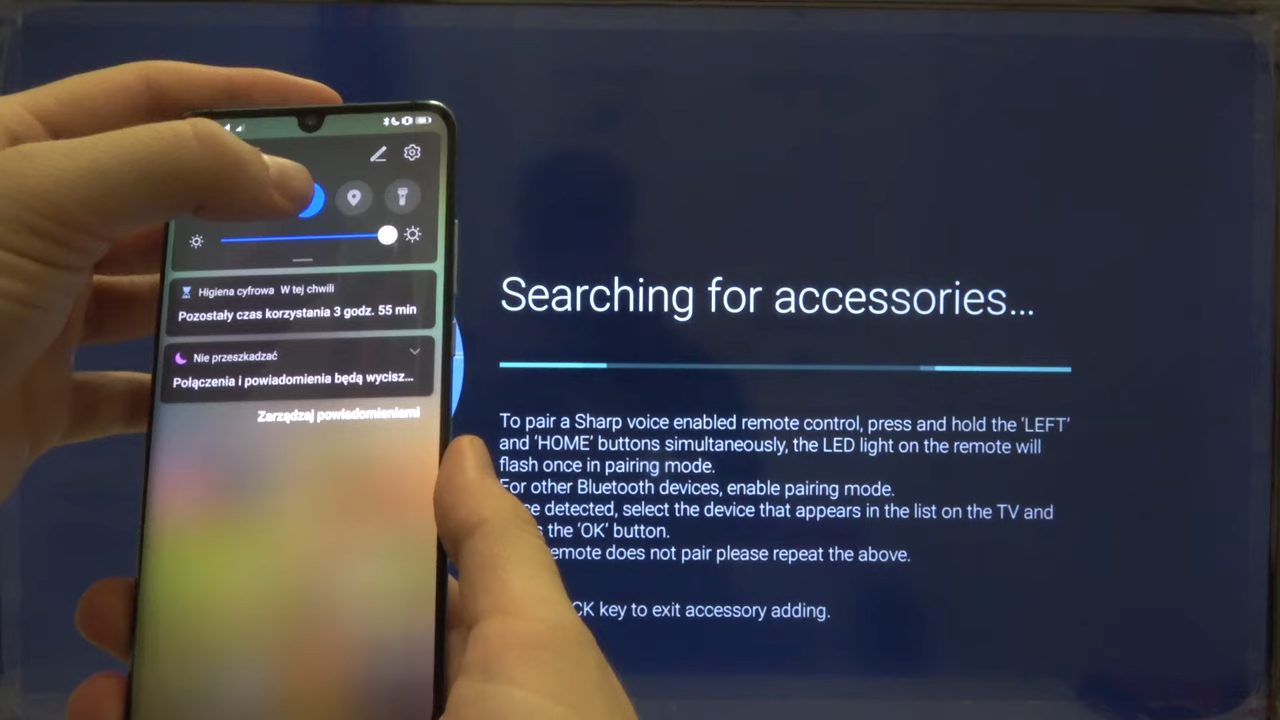 Higiena cyfrowa W tej chwili
Pozostały czas korzystania 3 godz. 55 min
Nie przeszkadzać
Połączenia i powiadomienia będą wycisz...
Zarządzaj powiadomieniami
Searching for accessories...
To pair a Sharp voice enabled remote control, press and hold the 'LEFT'
and 'HOME' buttons simultaneously, the LED light on the remote will
flash once in pairing mode.
For other Bluetooth devices, enable pairing mode.
detected, select the device that appears in the list on the TV and
the 'OK' button.
remote does not pair please repeat the above.
key to exit accessory adding.